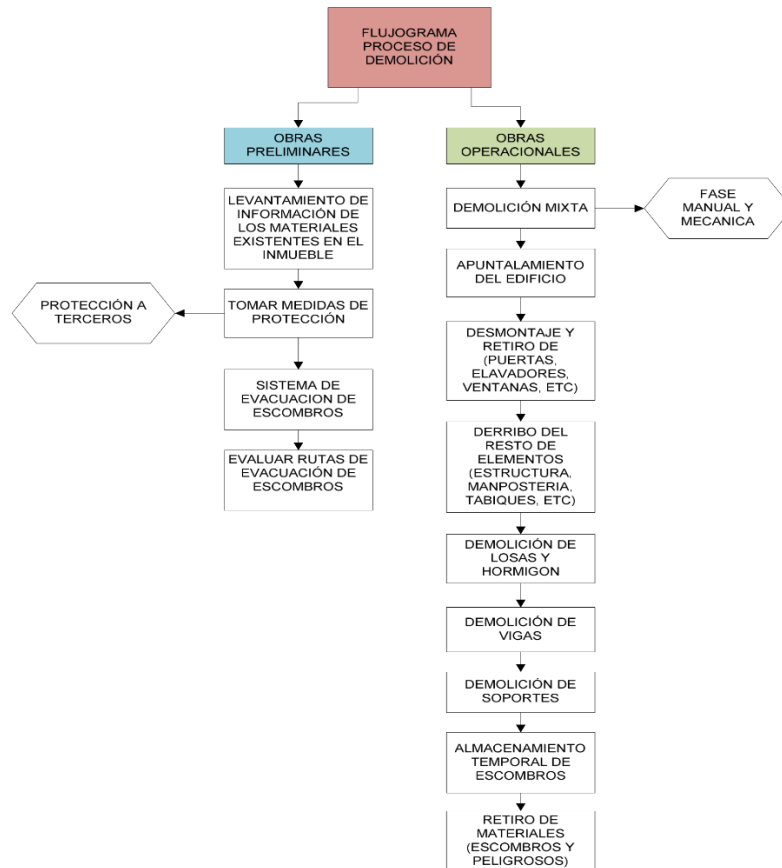 FLUJOGRAMA
PROCESO DE
DEMOLICIÓN
OBRAS
PRELIMINARES
LEVANTAMIENTO DE
INFORMACIÓN DE
LOS MATERIALES
EXISTENTES EN EL
INMUEBLE
TOMAR MEDIDAS DE
PROTECCIÓN
PROTECCIÓN A
TERCEROS
SISTEMA DE
EVACUACION DE
ESCOMBROS
EVALUAR RUTAS DE
EVACUACIÓN DE
ESCOMBROS
OBRAS
OPERACIONALES
DEMOLICIÓN MIXTA
FASE
MANUAL Y
MECANICA
APUNTALAMIENTO
DEL EDIFICIO
DESMONTAJE Y
RETIRO DE
(PUERTAS,
ELAVADORES,
VENTANAS, ETC)
DERRIBO DEL
RESTO DE
ELEMENTOS
(ESTRUCTURA,
MANPOSTERIA,
TABIQUES, ETC)
DEMOLICIÓN DE
LOSAS Y
HORMIGON
DEMOLICIÓN DE
VIGAS
DEMOLICIÓN DE
SOPORTES
ALMACENAMIENTO
TEMPORAL DE
ESCOMBROS
RETIRO DE
MATERIALES
(ESCOMBROS Y
PELIGROSOS)